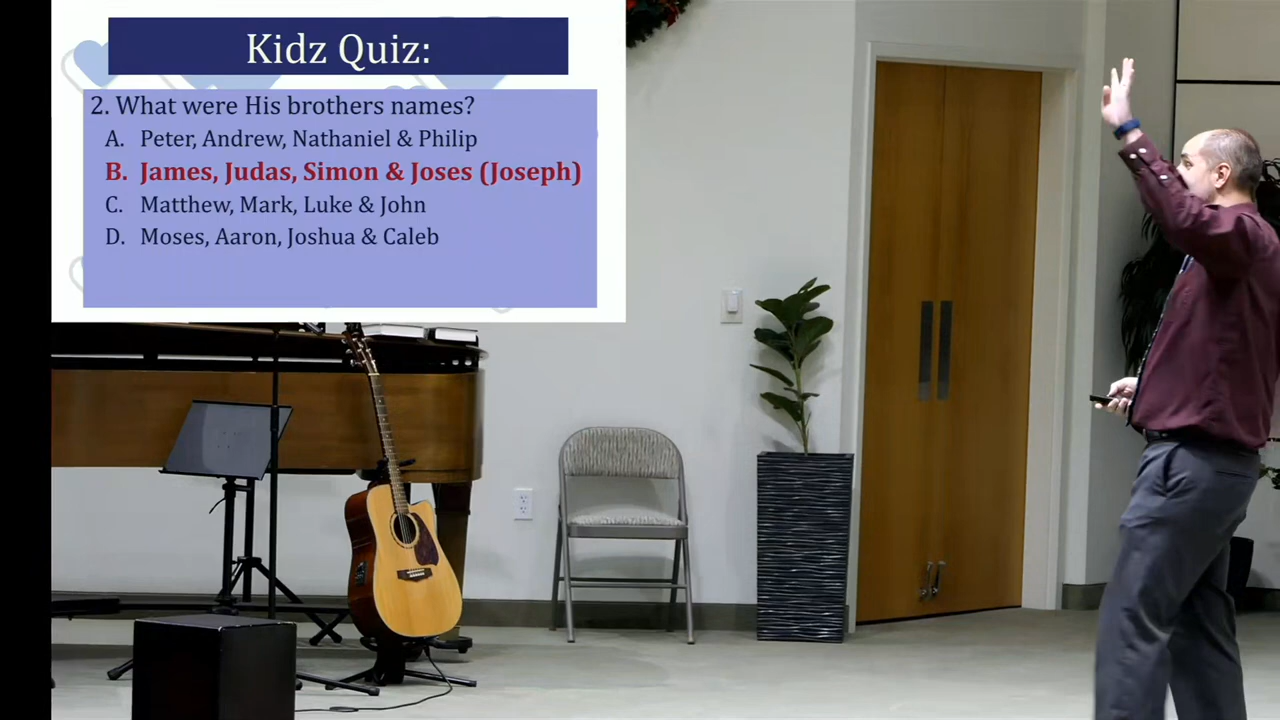 Kidz Quiz:
2. What were His brothers names?
A. Peter, Andrew, Nathaniel & Philip
B. James, Judas, Simon & Joses (Joseph)
C. Matthew, Mark, Luke & John
D. Moses, Aaron, Joshua & Caleb